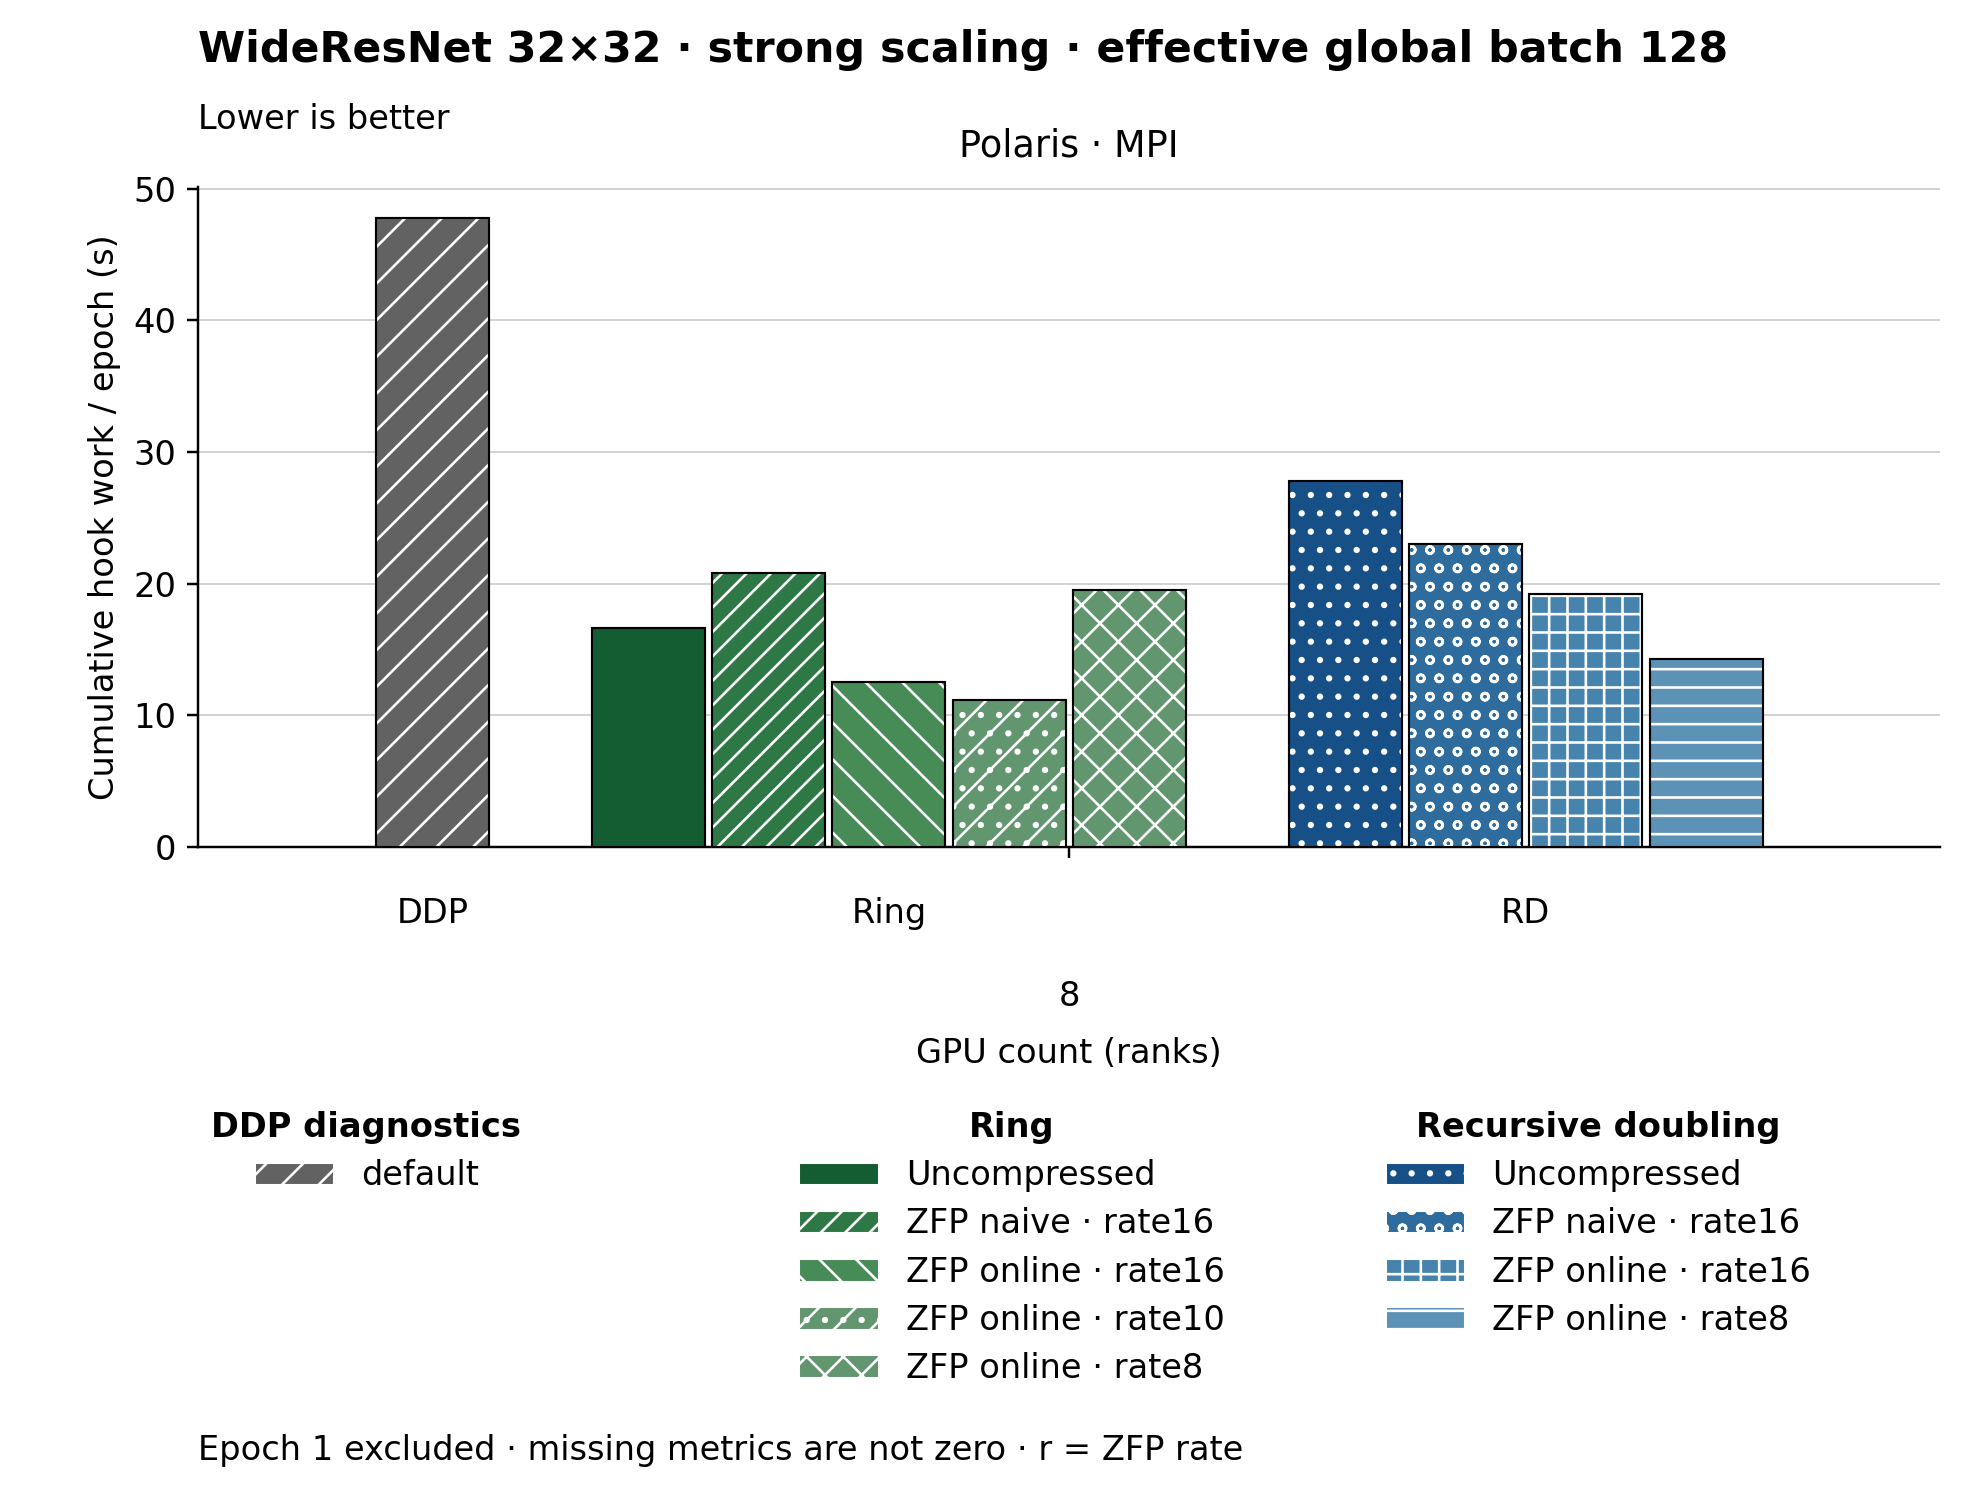 WideResNet 32×32 · strong scaling · effective global batch 128
Lower is better
Polaris · MPI
Cumulative hook work / epoch (s)
50
40
30
20
10
0
DDP Ring RD
8
GPU count (ranks)
DDP diagnostics
default
Ring
Uncompressed
ZFP naive · rate16
ZFP online · rate16
ZFP online · rate10
ZFP online · rate8
Recursive doubling
Uncompressed
ZFP naive · rate16
ZFP online · rate16
ZFP online · rate8
Epoch 1 excluded · missing metrics are not zero · r = ZFP rate